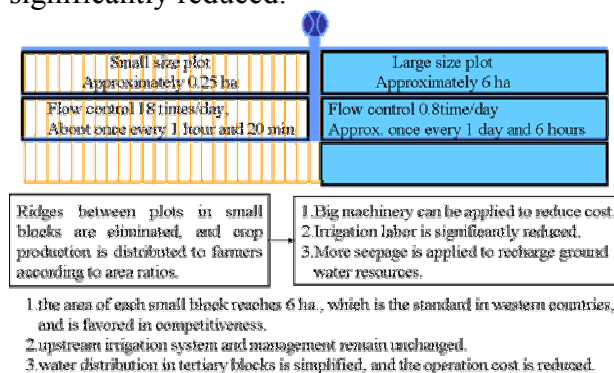 significantly reduced.
Small size plot
Approximately 0.25 ha
Large size plot
Approximately 6 ha
Flow control 18 times/day,
About once every 1 hour and 20 min
Flow control 0.8time/day
Approx. once every 1 day and 6 hours
Ridges between plots in small
blocks are eliminated, and crop
production is distributed to farmers
according to area ratios.
1.Big machinery can be applied to reduce cost.
2.Irrigation labor is significantly reduced.
3.More seepage is applied to recharge ground
water resources.
1.the area of each small block reaches 6 ha., which is the standard in western countries,
and is favored in competitiveness.
2.upstream irrigation system and management remain unchanged.
3.water distribution in tertiary blocks is simplified, and the operation cost is reduced.